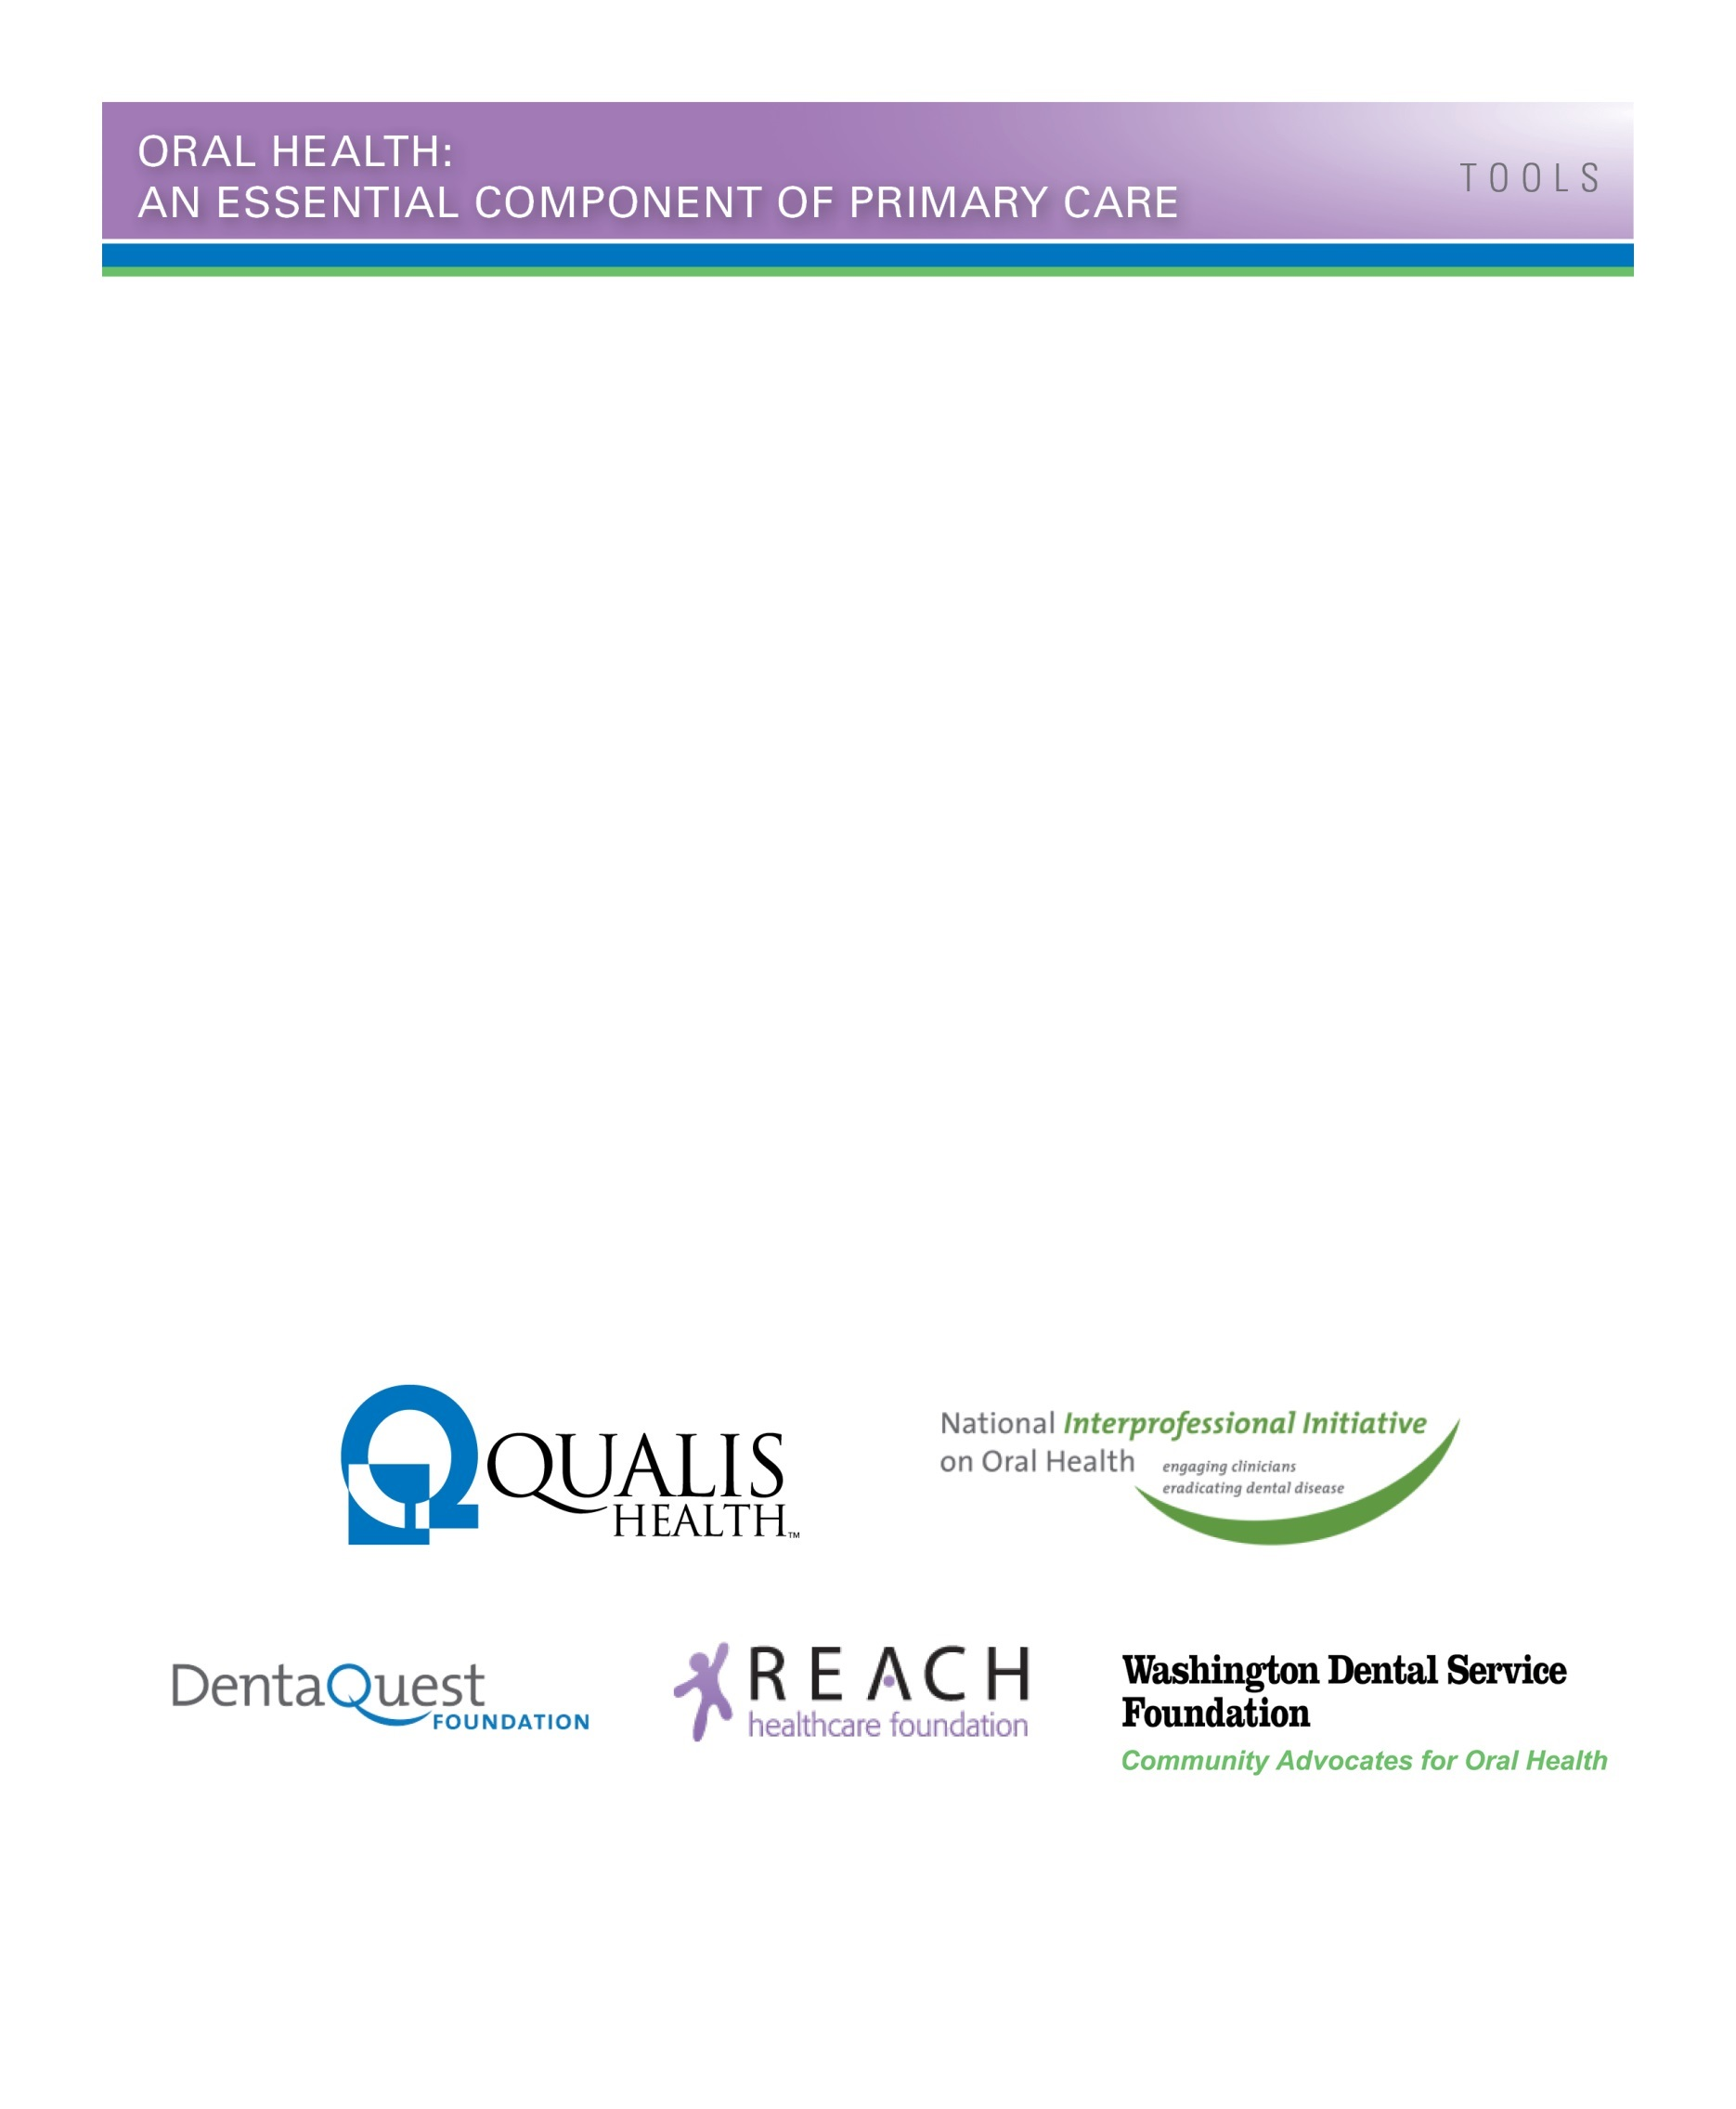 ORAL HEALTH:
AN ESSENTIAL COMPONENT OF PRIMARY CARE
TOOLS
QUALIS
HEALTH™
National Interprofessional Initiative
on Oral Health
engaging clinicians
eradicating dental disease
DentaQuest
FOUNDATION
REACH
healthcare foundation
Washington Dental Service
Foundation
Community Advocates for Oral Health